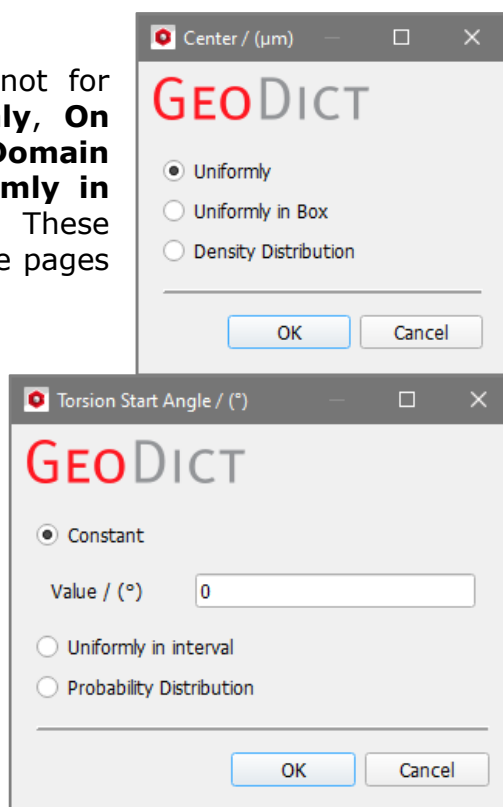 Center / (µm)
GEODICT
not for
ly, On
Domain
mly in
These
e pages
Uniformly
Uniformly in Box
Density Distribution
OK Cancel
Torsion Start Angle / (°)
GEODICT
Constant
Value / (°) 0
Uniformly in interval
Probability Distribution
OK Cancel